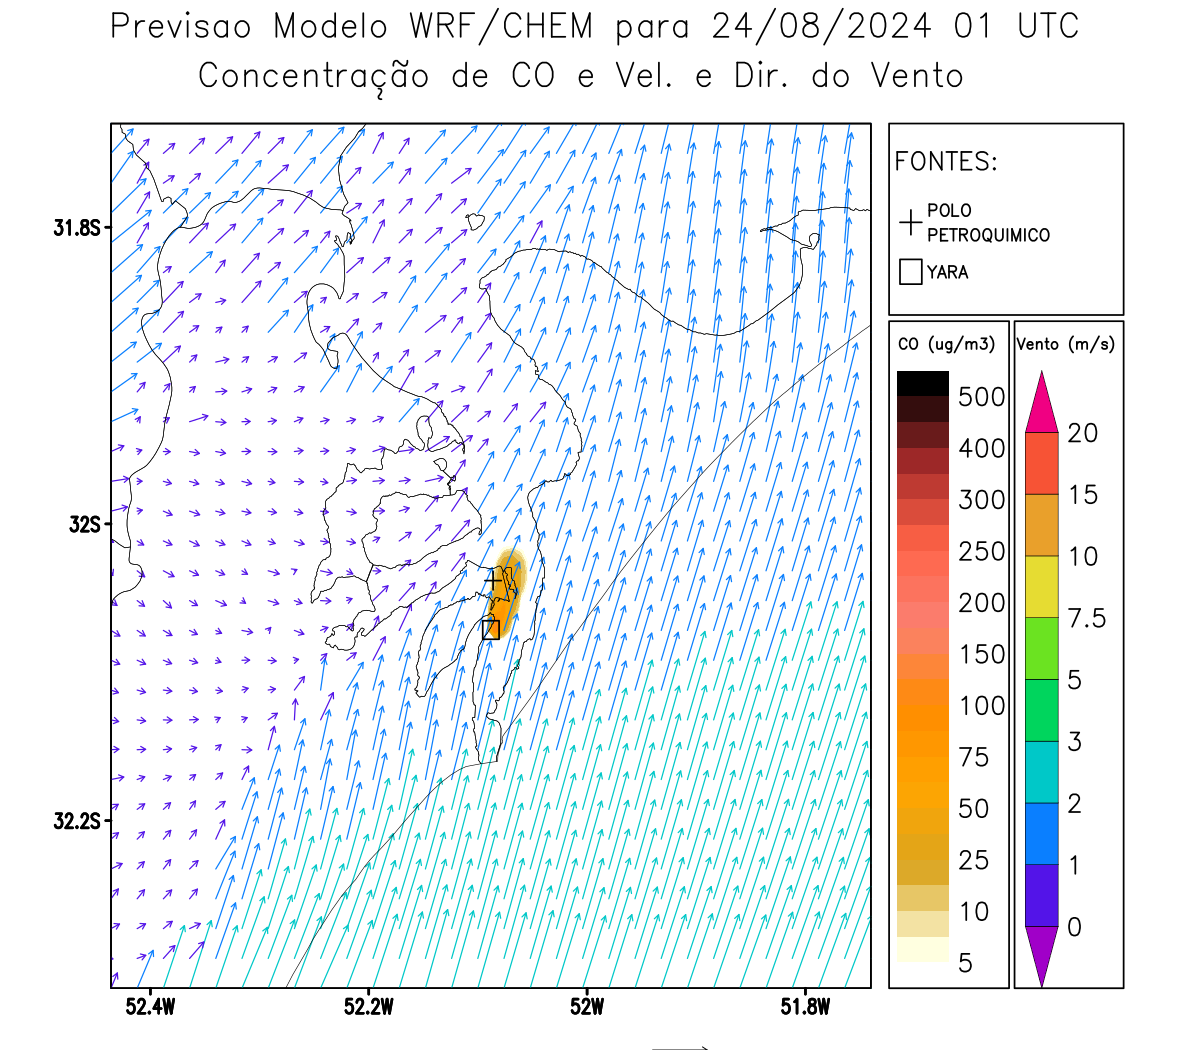 Previsao Modelo WRF/CHEM para 24/08/2024 01 UTC
Concentração de CO e Vel. e Dir. do Vento
FONTES:
POLO
PETROQUIMICO
YARA
CO (ug/m3)
500
400
300
250
200
150
100
75
50
25
10
5
Vento (m/s)
20
15
10
7.5
5
3
2
1
0
31.8S
32S
32.2S
52.4W
52.2W
52W
51.8W